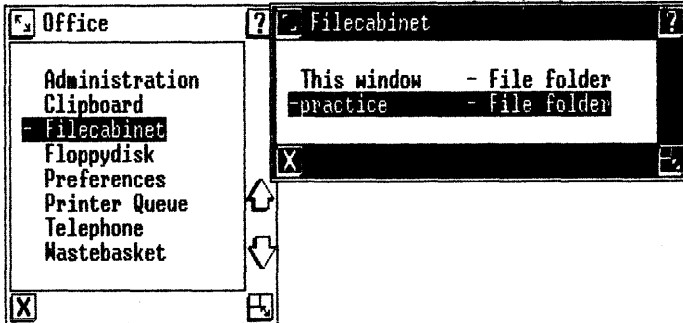 Office ?
Administration
Clipboard
- Filecabinet
Floppydisk
Preferences
Printer Queue
Telephone
Wastebasket
X
Filecabinet ?
This window - File folder
-practice - File folder
X